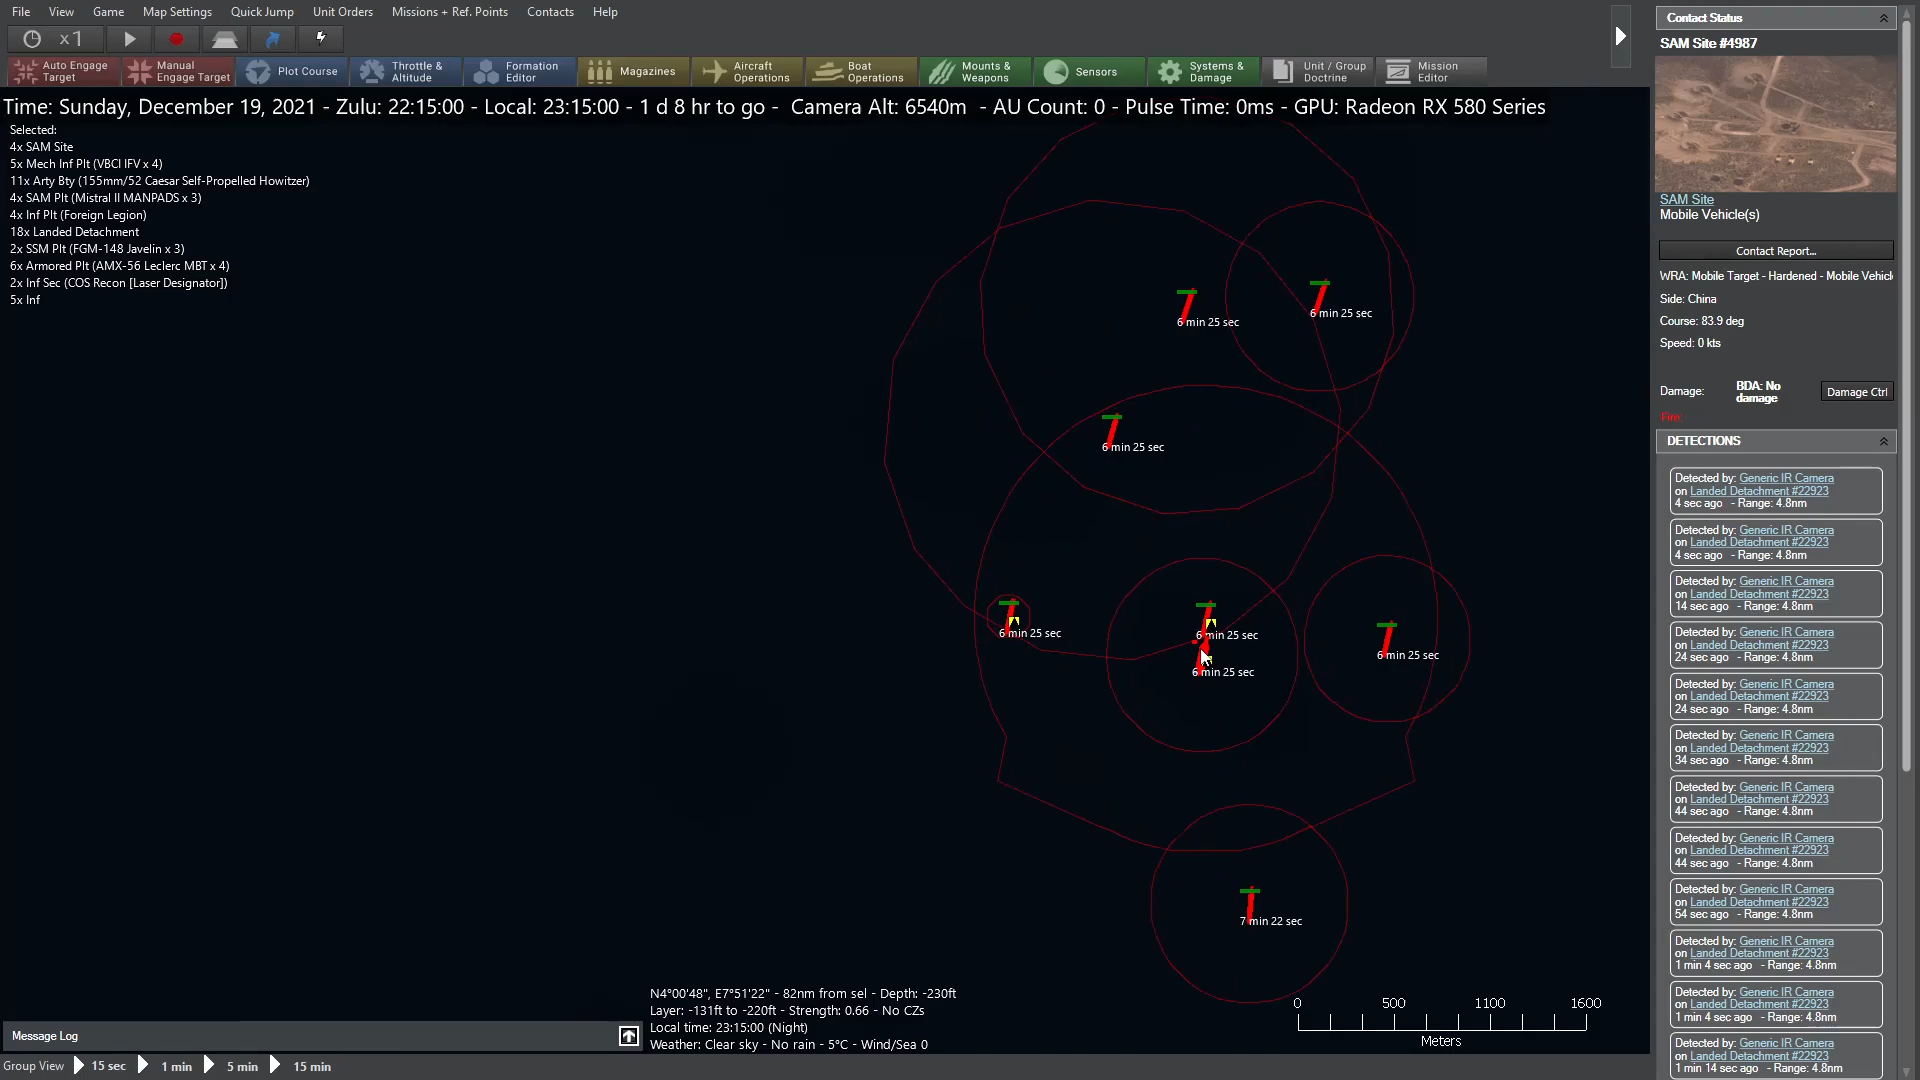 File View Game Map Settings Quick Jump Unit Orders Missions + Ref. Points Contacts Help
x1
Auto Engage Target
Manual Engage Target
Plot Course
Throttle & Altitude
Formation Editor
Magazines
Aircraft Operations
Boat Operations
Mounts & Weapons
Sensors
Systems & Damage
Unit / Group Doctrine
Mission Editor
Time: Sunday, December 19, 2021 - Zulu: 22:15:00 - Local: 23:15:00 - 1 d 8 hr to go - Camera Alt: 6540m - AU Count: 0 - Pulse Time: 0ms - GPU: Radeon RX 580 Series
Selected:
4x SAM Site
5x Mech Inf Plt (VBCI IFV x 4)
11x Arty Bty (155mm/52 Caesar Self-Propelled Howitzer)
4x SAM Plt (Mistral II MANPADS x 3)
4x Inf Plt (Foreign Legion)
18x Landed Detachment
2x SSM Plt (FGM-148 Javelin x 3)
6x Armored Plt (AMX-56 Leclerc MBT x 4)
2x Inf Sec (COS Recon [Laser Designator])
5x Inf
6 min 25 sec
6 min 25 sec
6 min 25 sec
6 min 25 sec
6 min 25 sec
6 min 25 sec
6 min 25 sec
7 min 22 sec
N4°00'48", E7°51'22" - 82nm from sel - Depth: -230ft
Layer: -131ft to -220ft - Strength: 0.66 - No CZs
Local time: 23:15:00 (Night)
Weather: Clear sky - No rain - 5°C - Wind/Sea 0
0 500 1100 1600
Meters
Message Log
Group View 15 sec 1 min 5 min 15 min
Contact Status
SAM Site #4987
SAM Site
Mobile Vehicle(s)
Contact Report...
WRA: Mobile Target - Hardened - Mobile Vehicl
Side: China
Course: 83.9 deg
Speed: 0 kts
Damage: BDA: No damage Damage Ctrl
Fire
DETECTIONS
Detected by: Generic IR Camera
on Landed Detachment #22923
4 sec ago - Range: 4.8nm
Detected by: Generic IR Camera
on Landed Detachment #22923
4 sec ago - Range: 4.8nm
Detected by: Generic IR Camera
on Landed Detachment #22923
14 sec ago - Range: 4.8nm
Detected by: Generic IR Camera
on Landed Detachment #22923
24 sec ago - Range: 4.8nm
Detected by: Generic IR Camera
on Landed Detachment #22923
24 sec ago - Range: 4.8nm
Detected by: Generic IR Camera
on Landed Detachment #22923
34 sec ago - Range: 4.8nm
Detected by: Generic IR Camera
on Landed Detachment #22923
44 sec ago - Range: 4.8nm
Detected by: Generic IR Camera
on Landed Detachment #22923
44 sec ago - Range: 4.8nm
Detected by: Generic IR Camera
on Landed Detachment #22923
54 sec ago - Range: 4.8nm
Detected by: Generic IR Camera
on Landed Detachment #22923
1 min 4 sec ago - Range: 4.8nm
Detected by: Generic IR Camera
on Landed Detachment #22923
1 min 4 sec ago - Range: 4.8nm
Detected by: Generic IR Camera
on Landed Detachment #22923
1 min 14 sec ago - Range: 4.8nm